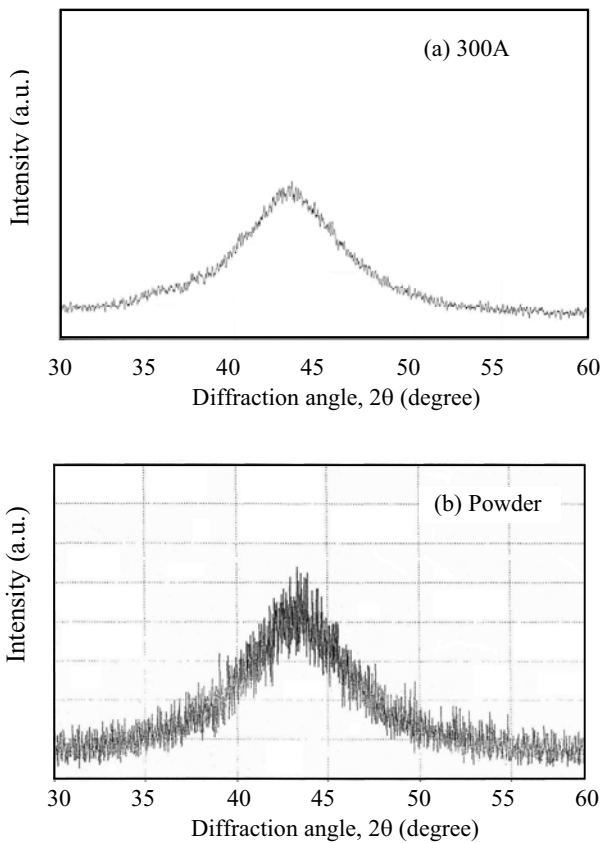 (a) 300A
Intensity (a.u.)
30 35 40 45 50 55 60
Diffraction angle, 2θ (degree)
(b) Powder
Intensity (a.u.)
30 35 40 45 50 55 60
Diffraction angle, 2θ (degree)